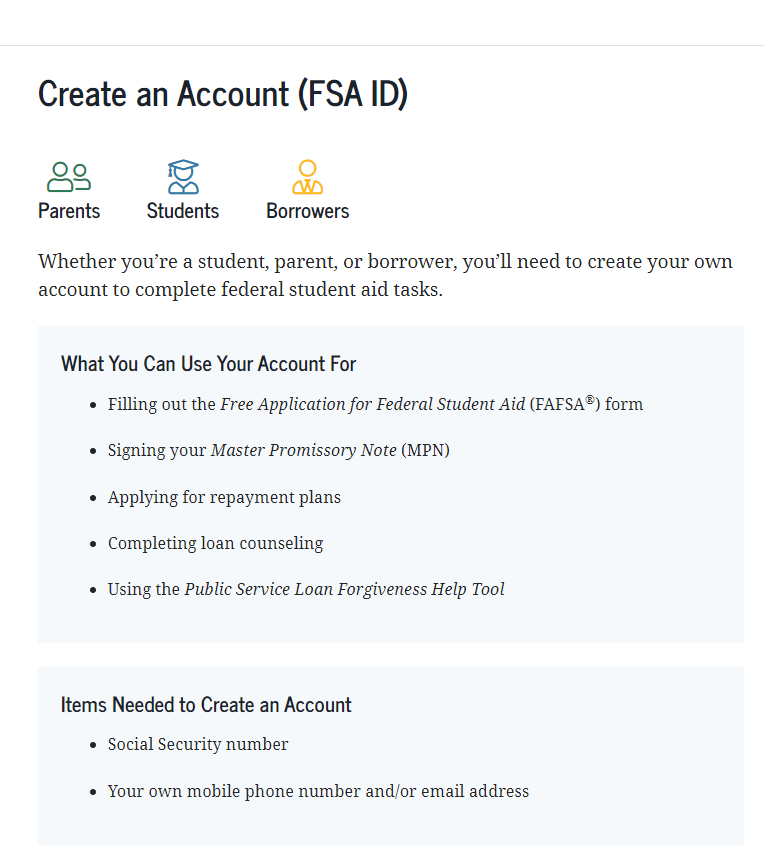 Create an Account (FSA ID)
Parents
Students
Borrowers
Whether you’re a student, parent, or borrower, you’ll need to create your own
account to complete federal student aid tasks.
What You Can Use Your Account For
• Filling out the Free Application for Federal Student Aid (FAFSA®) form
• Signing your Master Promissory Note (MPN)
• Applying for repayment plans
• Completing loan counseling
• Using the Public Service Loan Forgiveness Help Tool
Items Needed to Create an Account
• Social Security number
• Your own mobile phone number and/or email address